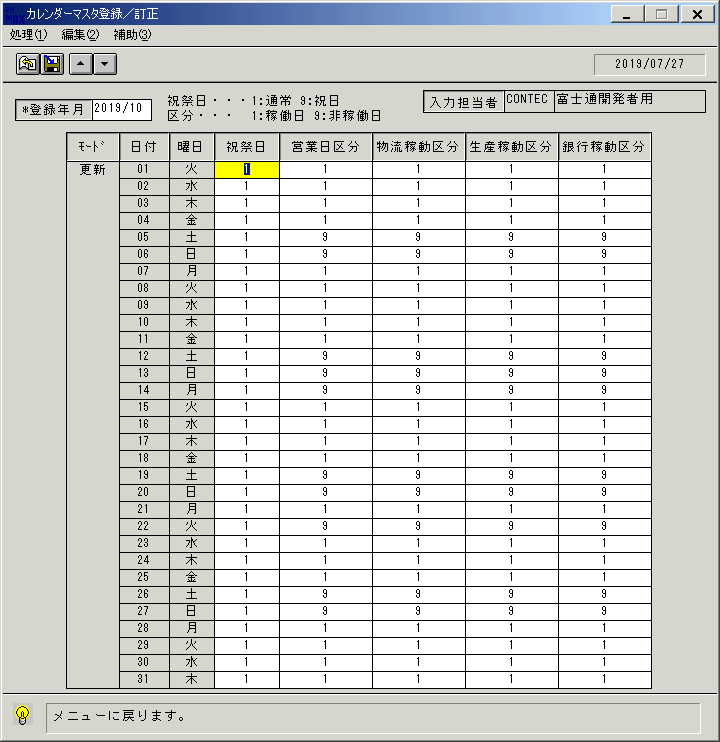 カレンダーマスタ登録／訂正
処理(1) 編集(2) 補助(3)
2019/07/27
*登録年月 2019/10
祝祭日・・・1:通常 9:祝日
区分・・・ 1:稼働日 9:非稼働日
入力担当者 CONTEC 富士通開発者用
ﾓｰﾄﾞ 日付 曜日 祝祭日 営業日区分 物流稼動区分 生産稼動区分 銀行稼動区分
更新 01 火 1 1 1 1 1
02 水 1 1 1 1 1
03 木 1 1 1 1 1
04 金 1 1 1 1 1
05 土 1 9 9 9 9
06 日 1 9 9 9 9
07 月 1 1 1 1 1
08 火 1 1 1 1 1
09 水 1 1 1 1 1
10 木 1 1 1 1 1
11 金 1 1 1 1 1
12 土 1 9 9 9 9
13 日 1 9 9 9 9
14 月 1 9 9 9 9
15 火 1 1 1 1 1
16 水 1 1 1 1 1
17 木 1 1 1 1 1
18 金 1 1 1 1 1
19 土 1 9 9 9 9
20 日 1 9 9 9 9
21 月 1 1 1 1 1
22 火 1 9 9 9 9
23 水 1 1 1 1 1
24 木 1 1 1 1 1
25 金 1 1 1 1 1
26 土 1 9 9 9 9
27 日 1 9 9 9 9
28 月 1 1 1 1 1
29 火 1 1 1 1 1
30 水 1 1 1 1 1
31 木 1 1 1 1 1
メニューに戻ります。